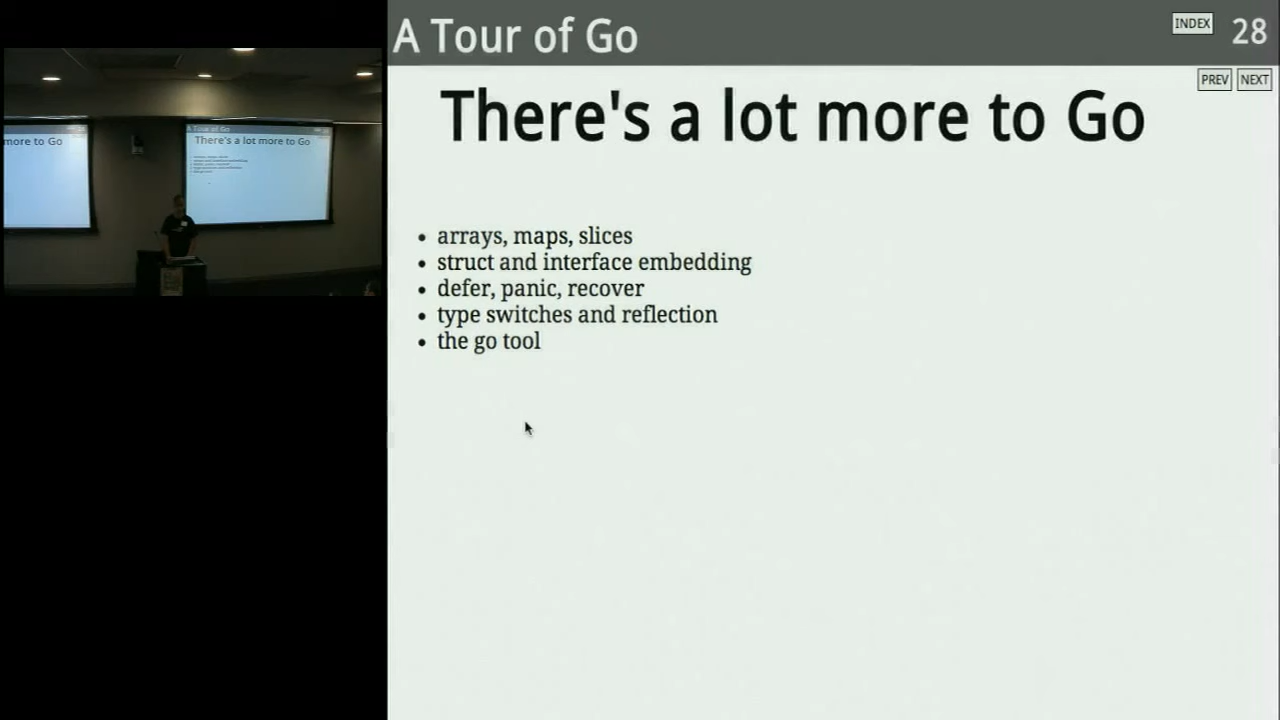 A Tour of Go
INDEX
28
PREV
NEXT
There's a lot more to Go
• arrays, maps, slices
• struct and interface embedding
• defer, panic, recover
• type switches and reflection
• the go tool
more to Go
A Tour of Go
There's a lot more to Go